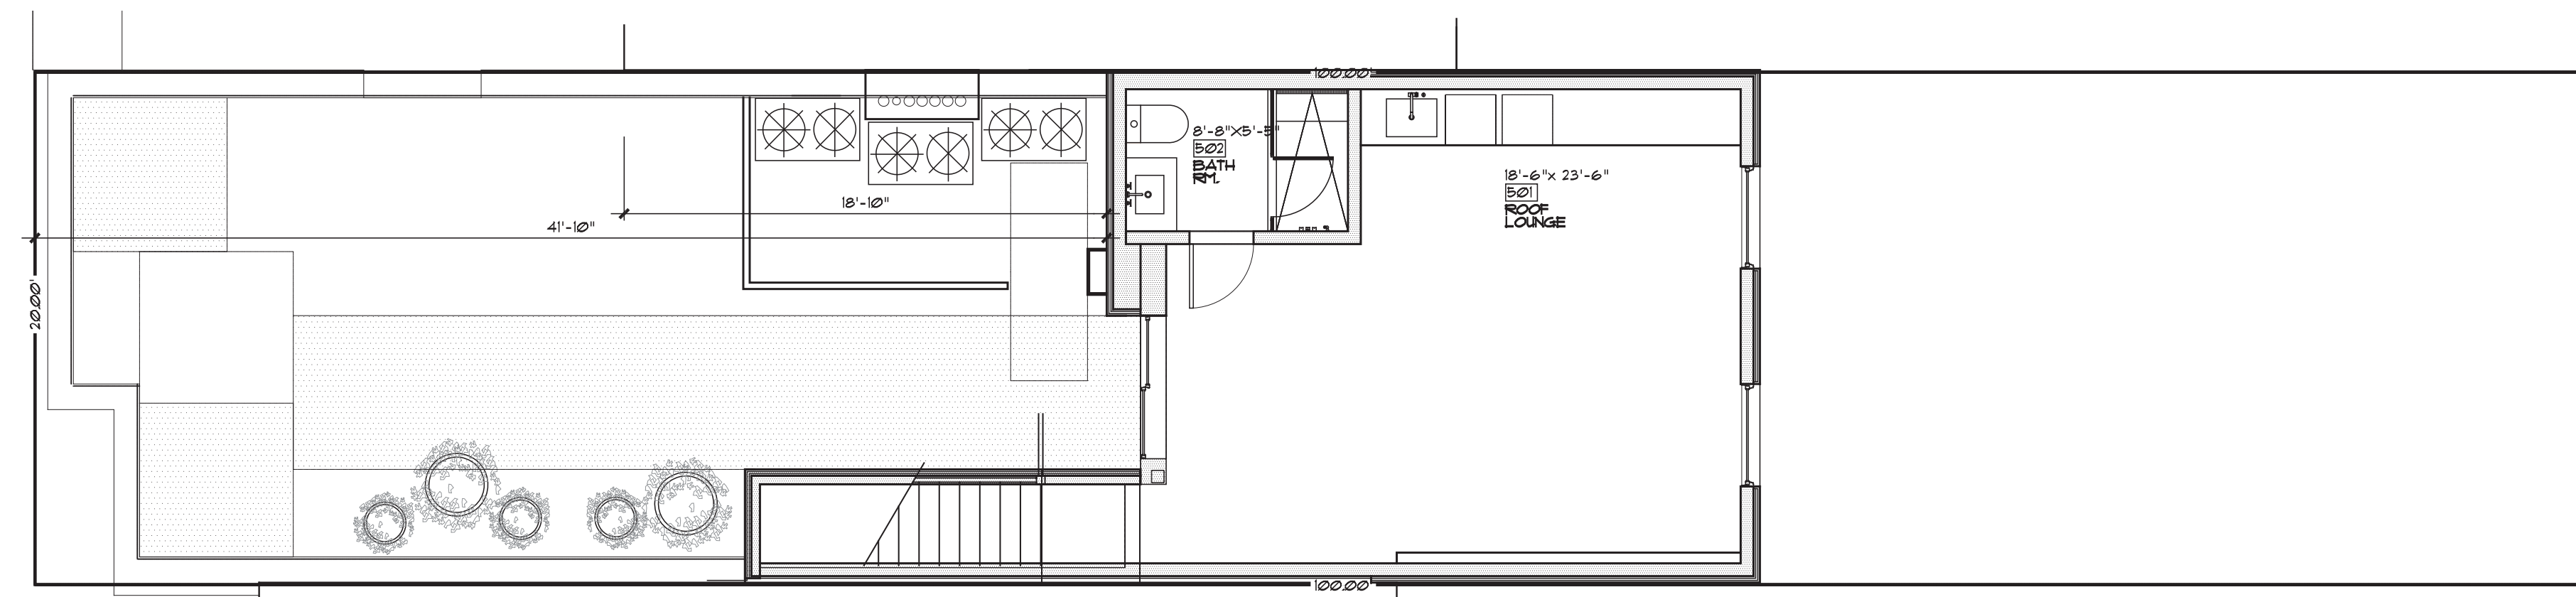 100.00'
8'-8"X5'-5"
502
BATH
RM.
18'-6"x 23'-6"
501
ROOF
LOUNGE
18'-10"
41'-10"
20.00'
100.00'